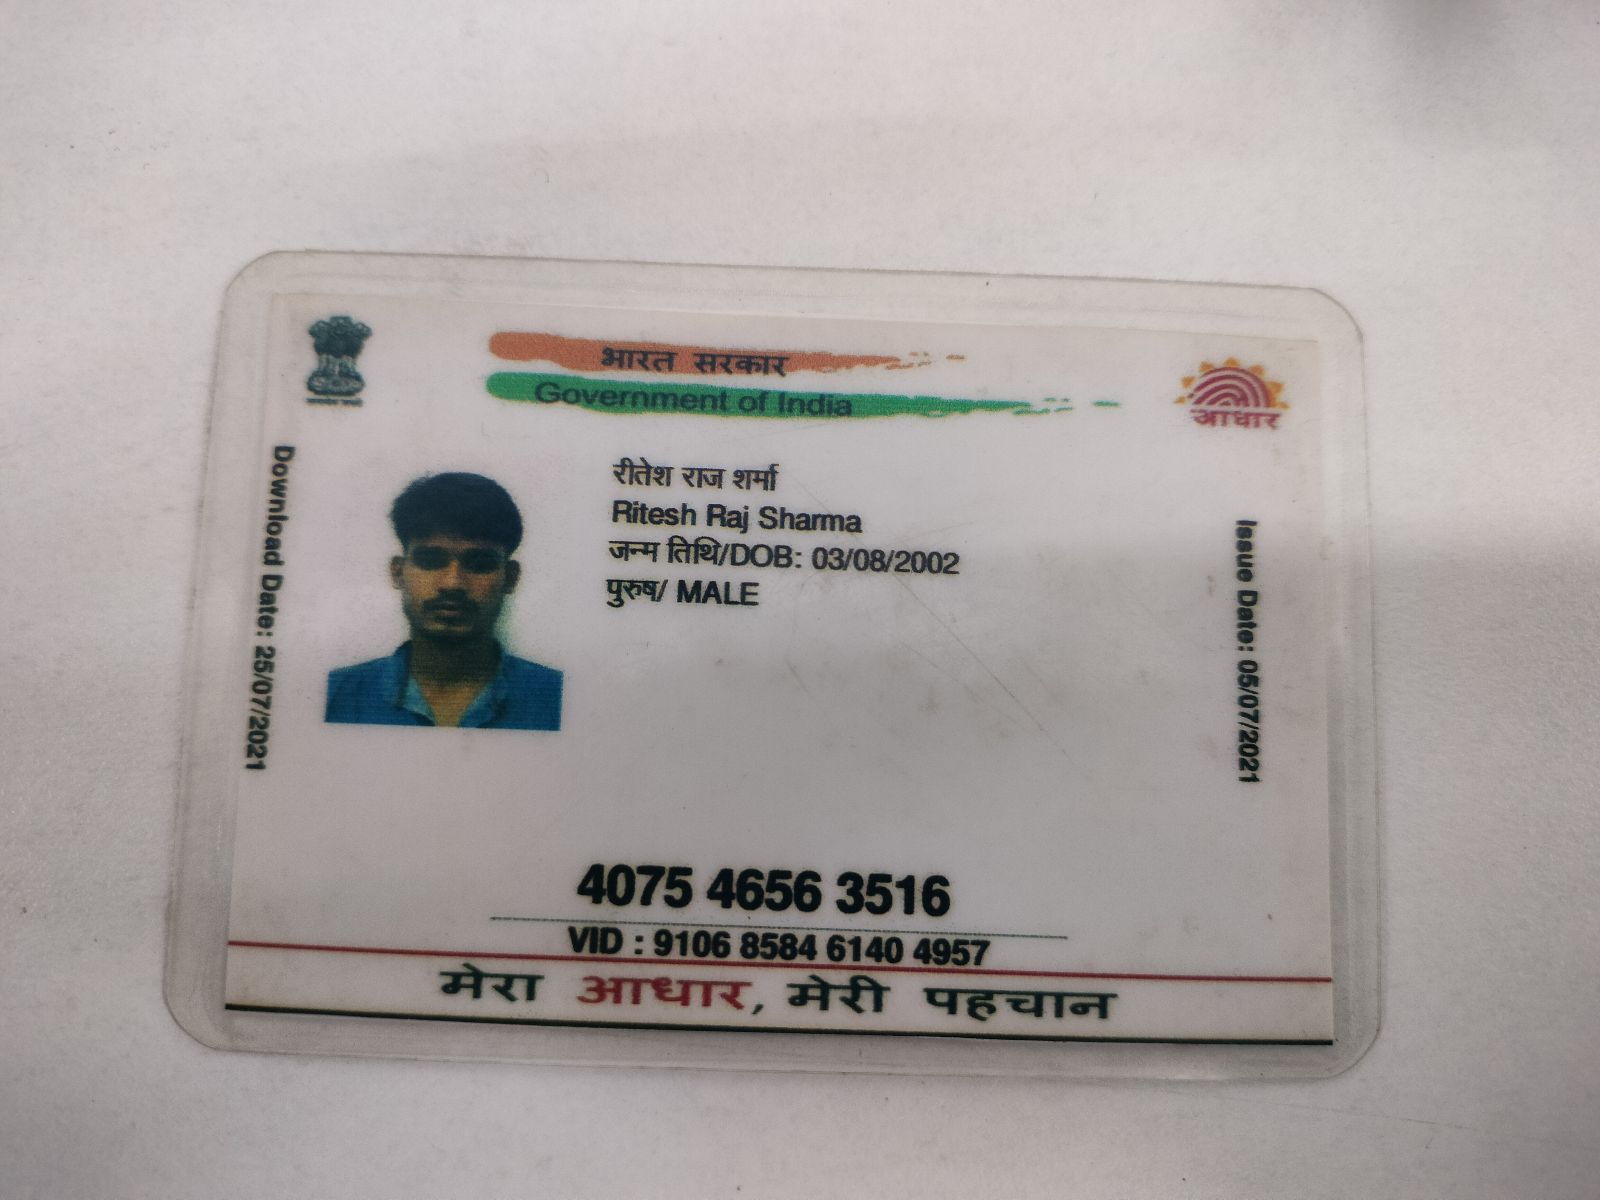 भारत सरकार
Government of India
आधार
रीतेश राज शर्मा
Ritesh Raj Sharma
जन्म तिथि/DOB: 03/08/2002
पुरुष/ MALE
Download Date: 25/07/2021
Issue Date: 05/07/2021
4075 4656 3516
VID : 9106 8584 6140 4957
मेरा आधार, मेरी पहचान